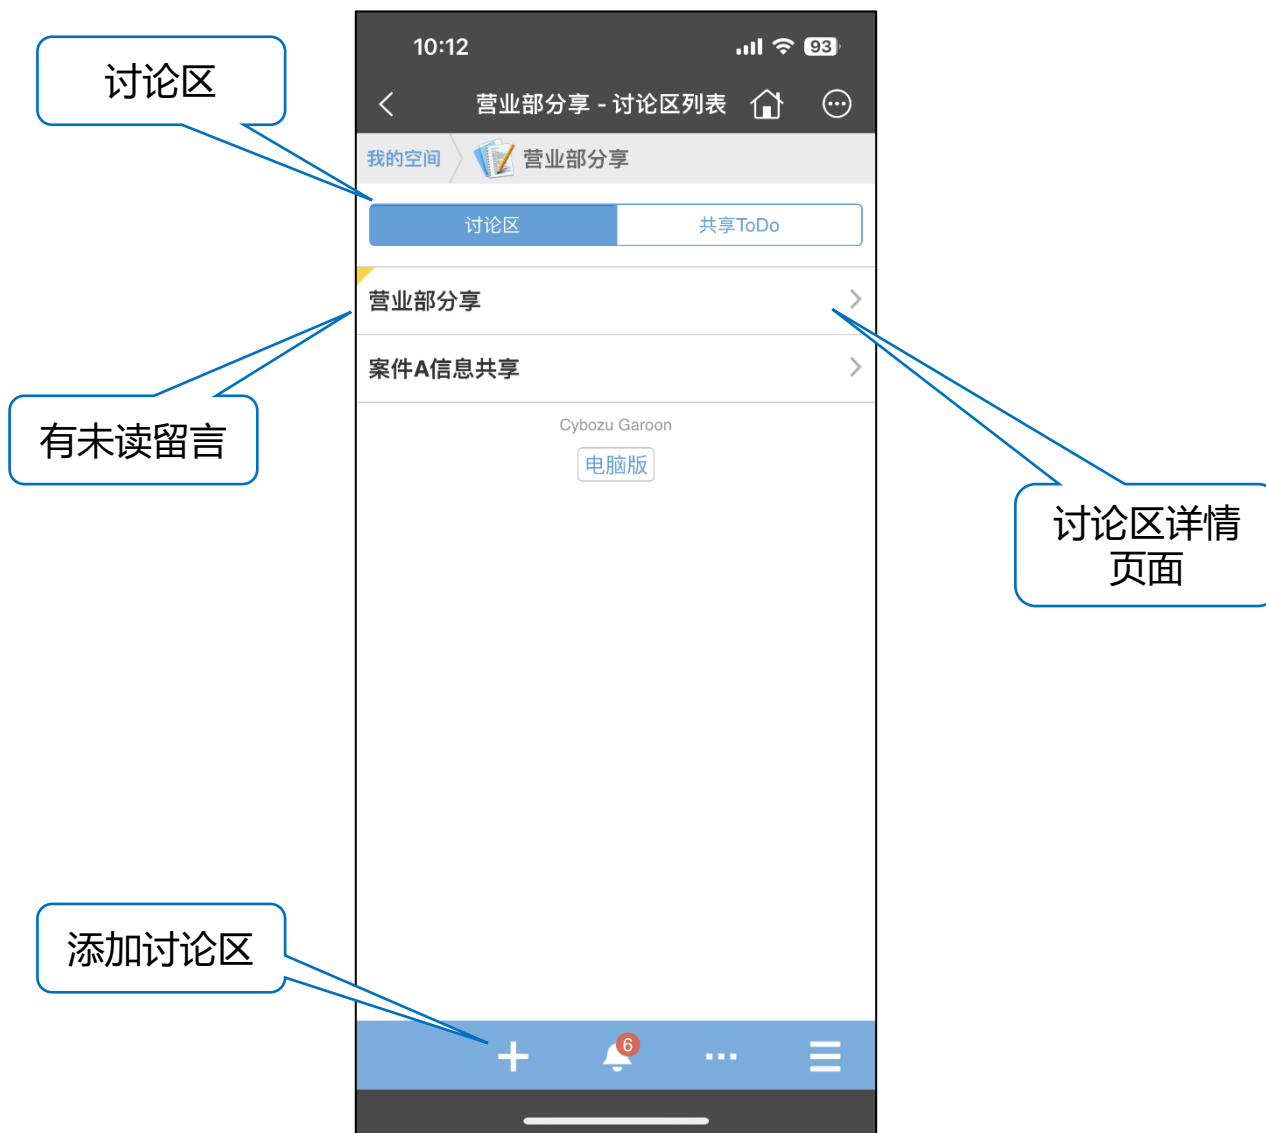 讨论区
10:12
93
营业部分享 - 讨论区列表
我的空间
营业部分享
讨论区
共享ToDo
营业部分享
案件A信息共享
有未读留言
Cybozu Garoon
电脑版
讨论区详情
页面
添加讨论区
6